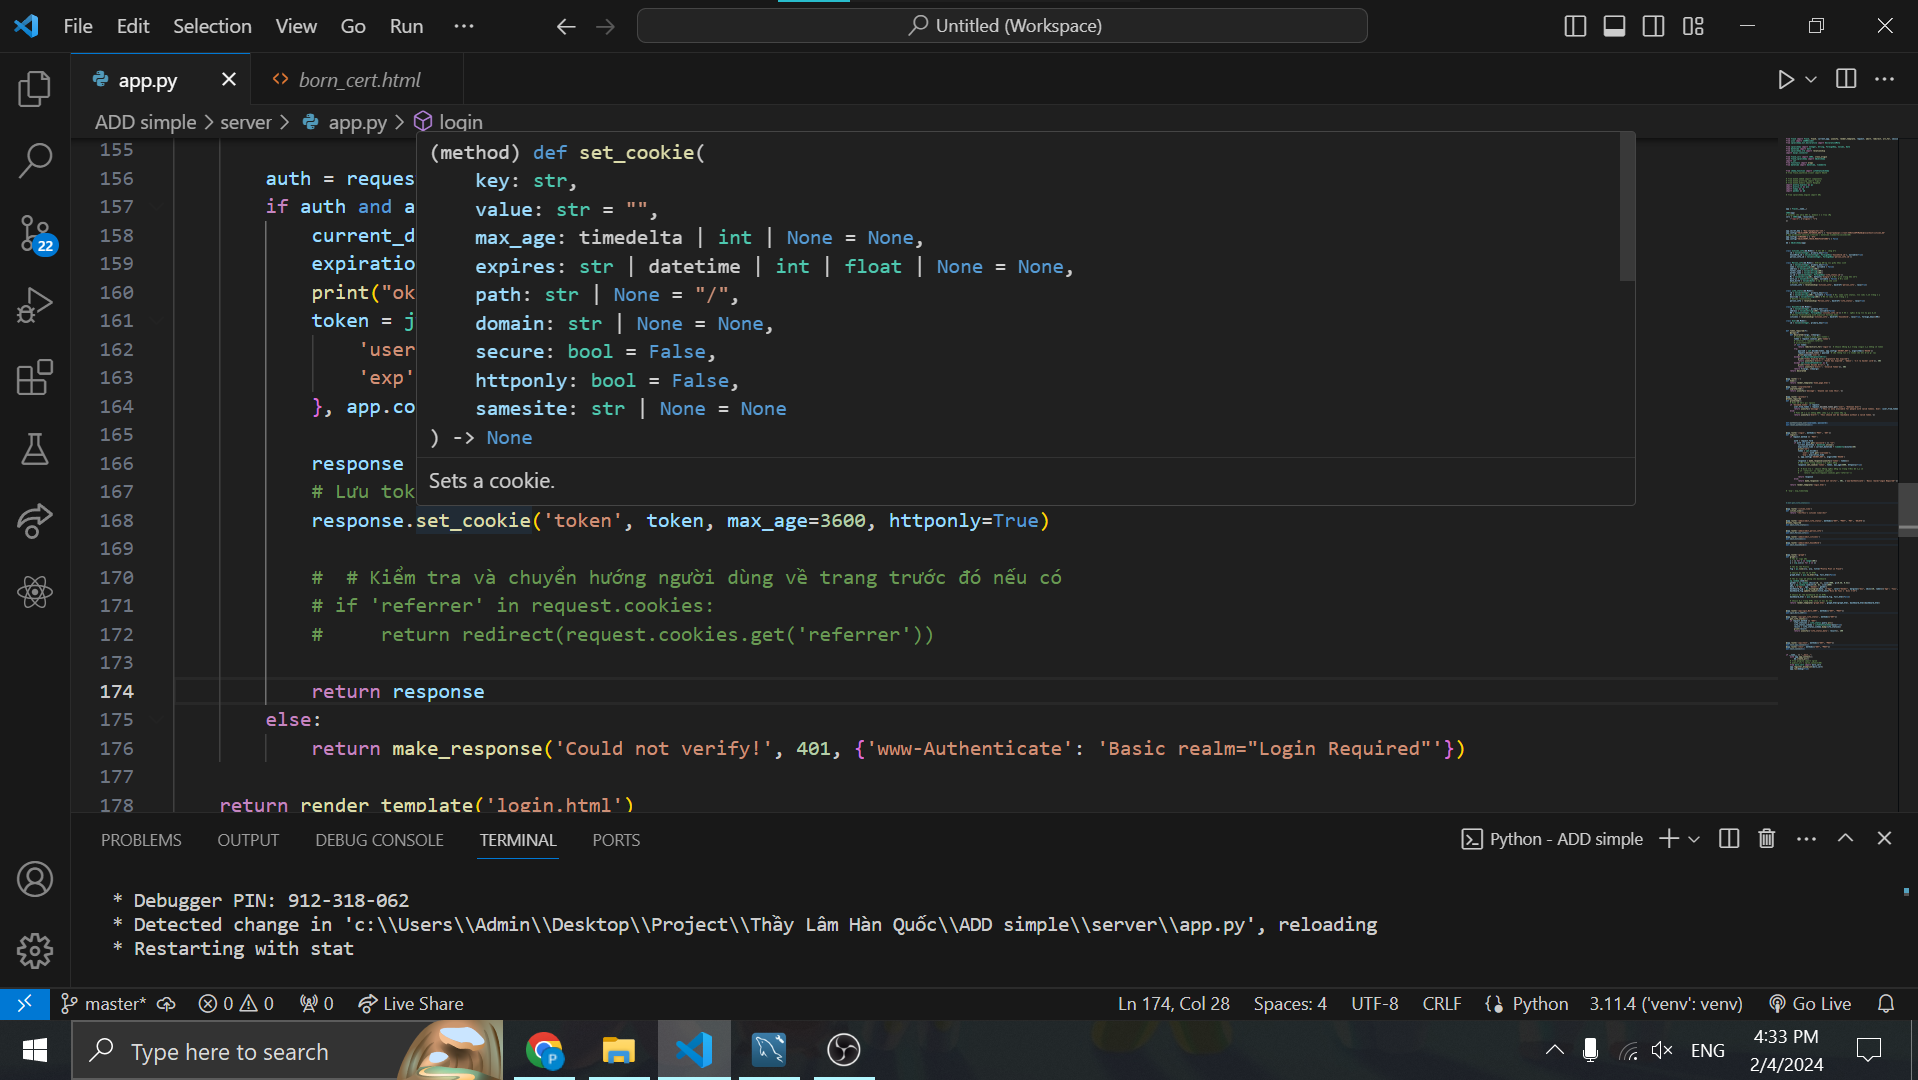 File Edit Selection View Go Run ···
Untitled (Workspace)
app.py
born_cert.html
ADD simple > server > app.py > login
155
156 auth = reques
157 if auth and a
158 current_d
159 expiratio
160 print("ok
161 token = j
162 'user
163 'exp'
164 }, app.co
165
166 response
167 # Lưu tok
168 response.set_cookie('token', token, max_age=3600, httponly=True)
169
170 # # Kiểm tra và chuyển hướng người dùng về trang trước đó nếu có
171 # if 'referrer' in request.cookies:
172 #     return redirect(request.cookies.get('referrer'))
173
174 return response
175 else:
176 return make_response('Could not verify!', 401, {'www-Authenticate': 'Basic realm="Login Required"'})
177
178 return render_template('login.html')
(method) def set_cookie(
key: str,
value: str = "",
max_age: timedelta | int | None = None,
expires: str | datetime | int | float | None = None,
path: str | None = "/",
domain: str | None = None,
secure: bool = False,
httponly: bool = False,
samesite: str | None = None
) -> None
Sets a cookie.
22
PROBLEMS OUTPUT DEBUG CONSOLE TERMINAL PORTS
Python - ADD simple
* Debugger PIN: 912-318-062
* Detected change in 'c:\\Users\\Admin\\Desktop\\Project\\Thầy Lâm Hàn Quốc\\ADD simple\\server\\app.py', reloading
* Restarting with stat
master* 0 0 0 Live Share
Ln 174, Col 28 Spaces: 4 UTF-8 CRLF Python 3.11.4 ('venv': venv) Go Live
Type here to search
P
ENG
4:33 PM
2/4/2024